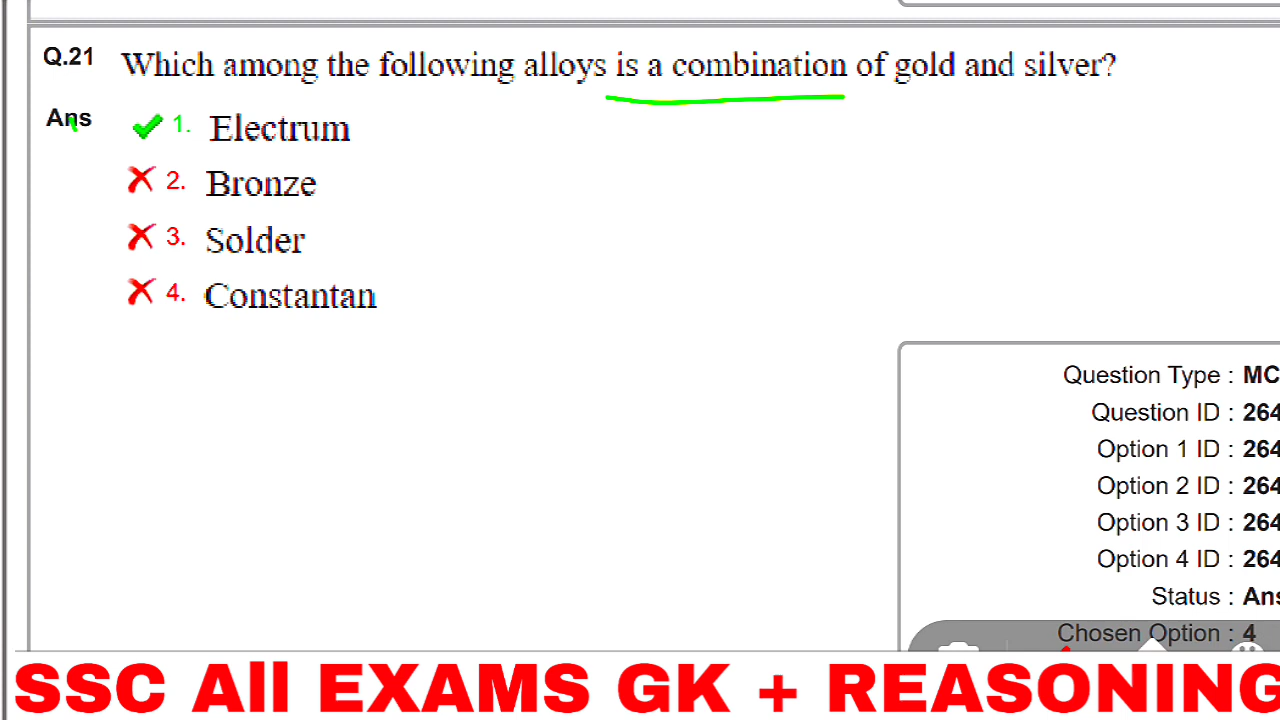 Q.21 Which among the following alloys is a combination of gold and silver?
Ans 1. Electrum
2. Bronze
3. Solder
4. Constantan
Question Type : MC
Question ID : 264
Option 1 ID : 264
Option 2 ID : 264
Option 3 ID : 264
Option 4 ID : 264
Status : Ans
Chosen Option : 4
SSC All EXAMS GK + REASONING